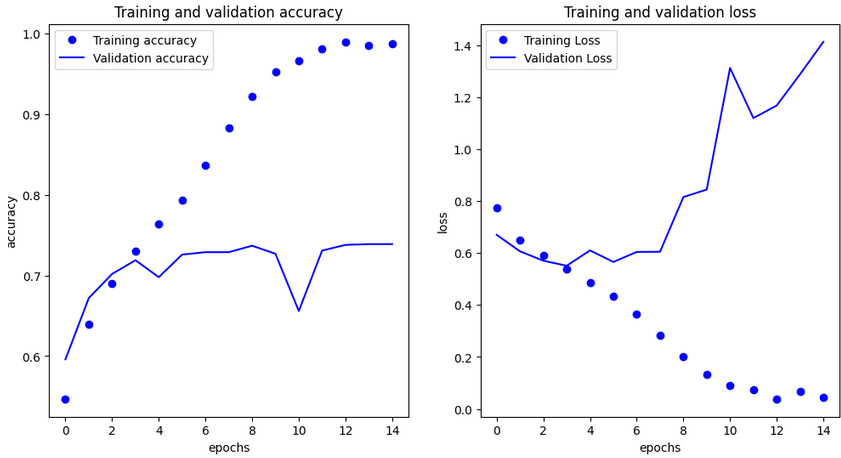 Training and validation accuracy
Training accuracy
Validation accuracy
1.0
0.9
0.8
0.7
0.6
accuracy
0 2 4 6 8 10 12 14
epochs
Training and validation loss
Training Loss
Validation Loss
1.4
1.2
1.0
0.8
0.6
0.4
0.2
0.0
loss
0 2 4 6 8 10 12 14
epochs